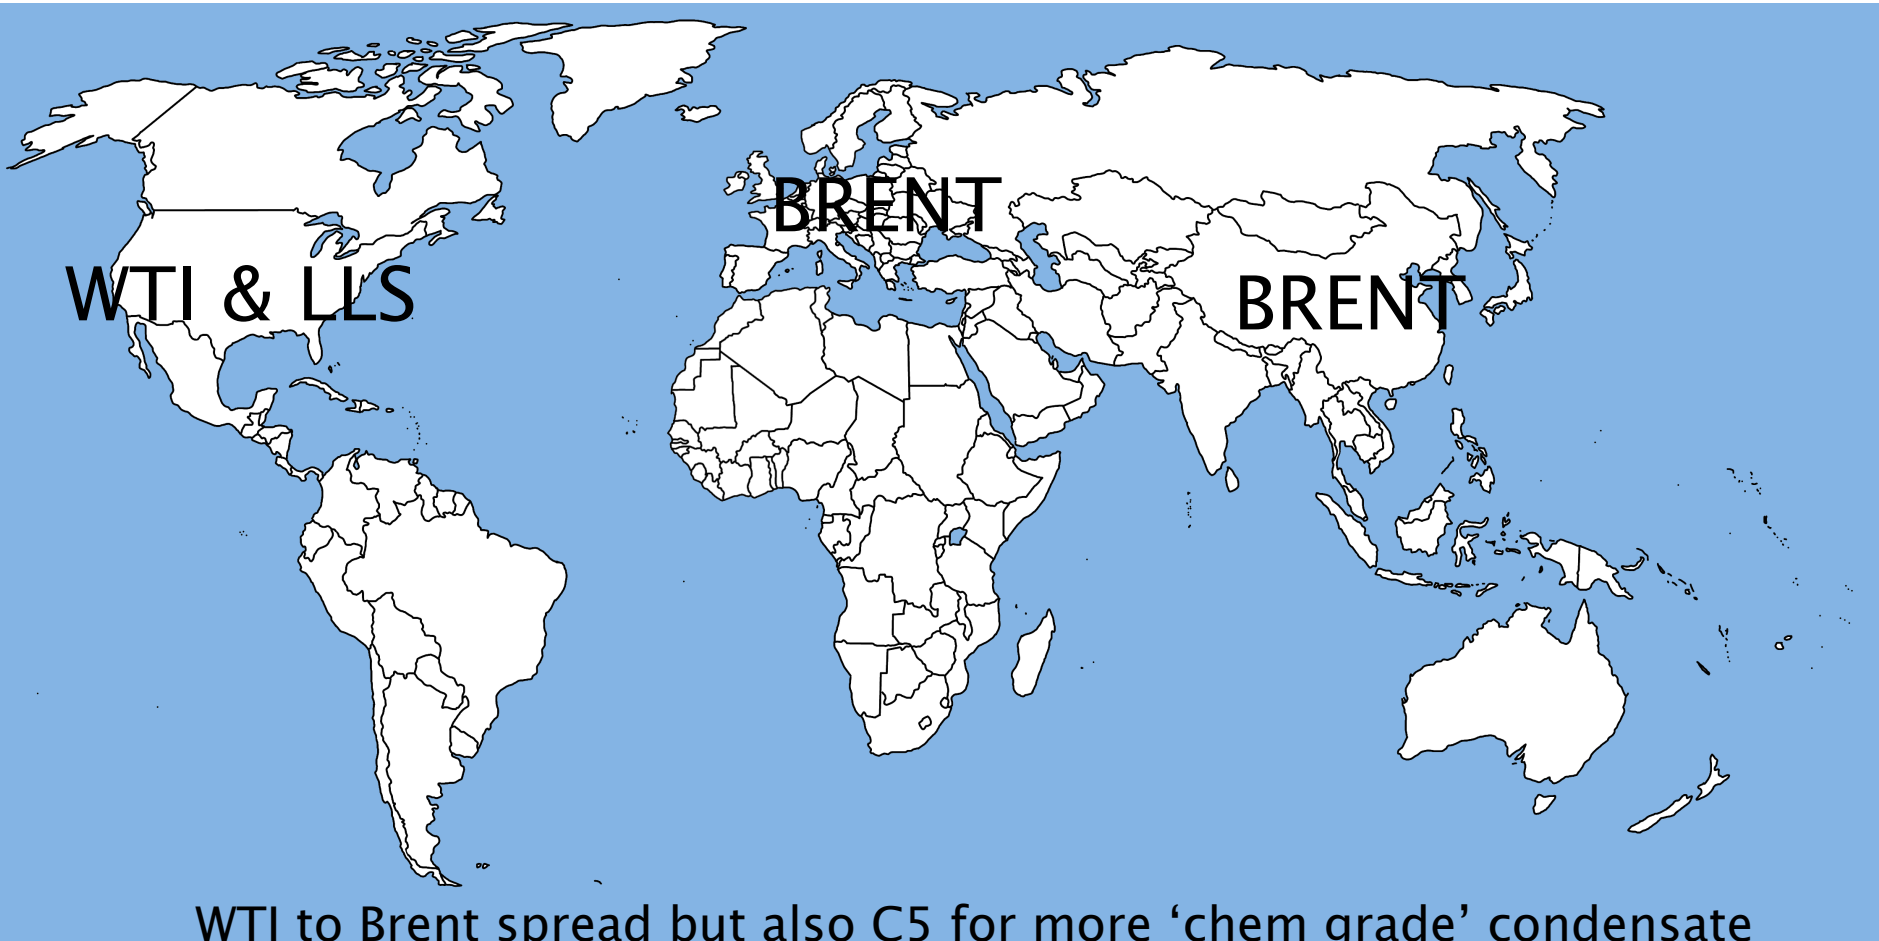 BRENT
WTI & LLS
BRENT
WTI to Brent spread but also C5 for more ‘chem grade’ condensate